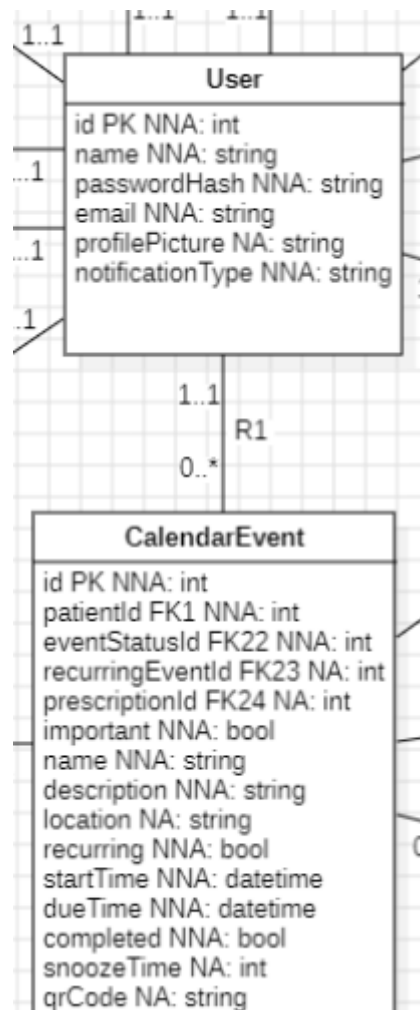 1..1
1..1
1..1
User
id PK NNA: int
name NNA: string
..1
passwordHash NNA: string
email NNA: string
profilePicture NA: string
..1
notificationType NNA: string
.1
1..1
R1
0..*
CalendarEvent
id PK NNA: int
patientId FK1 NNA: int
eventStatusId FK22 NNA: int
recurringEventId FK23 NA: int
prescriptionId FK24 NA: int
important NNA: bool
name NNA: string
description NNA: string
location NA: string
recurring NNA: bool
startTime NNA: datetime
dueTime NNA: datetime
completed NNA: bool
snoozeTime NA: int
qrCode NA: string